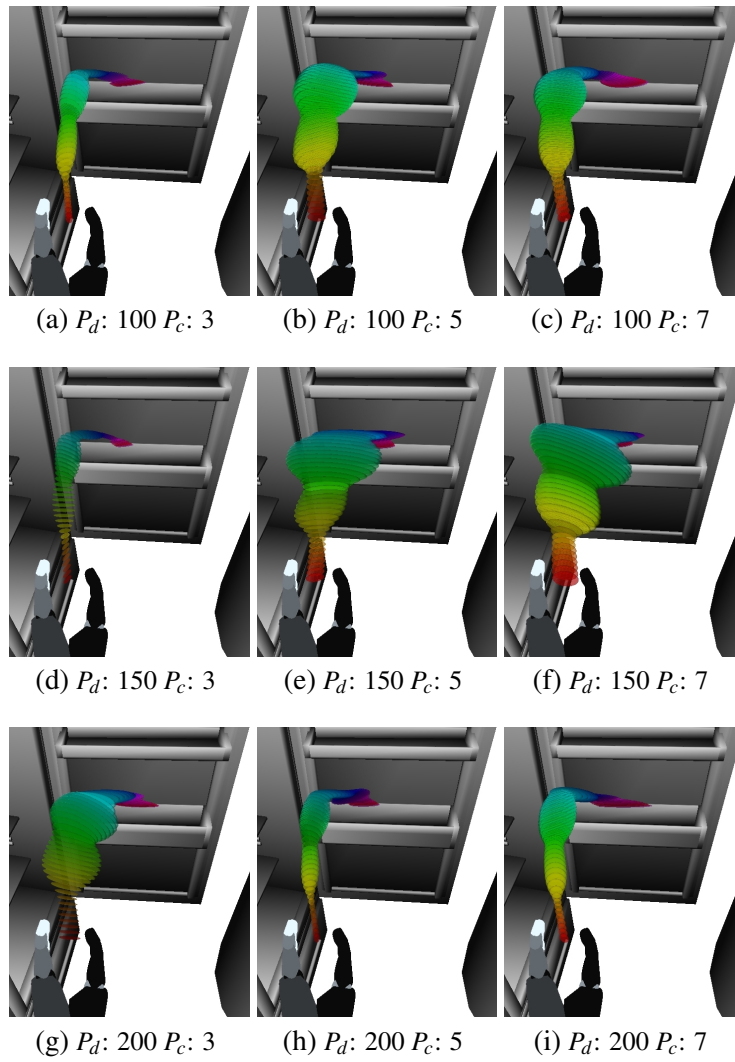 (a) P_d: 100 P_c: 3
(b) P_d: 100 P_c: 5
(c) P_d: 100 P_c: 7
(d) P_d: 150 P_c: 3
(e) P_d: 150 P_c: 5
(f) P_d: 150 P_c: 7
(g) P_d: 200 P_c: 3
(h) P_d: 200 P_c: 5
(i) P_d: 200 P_c: 7